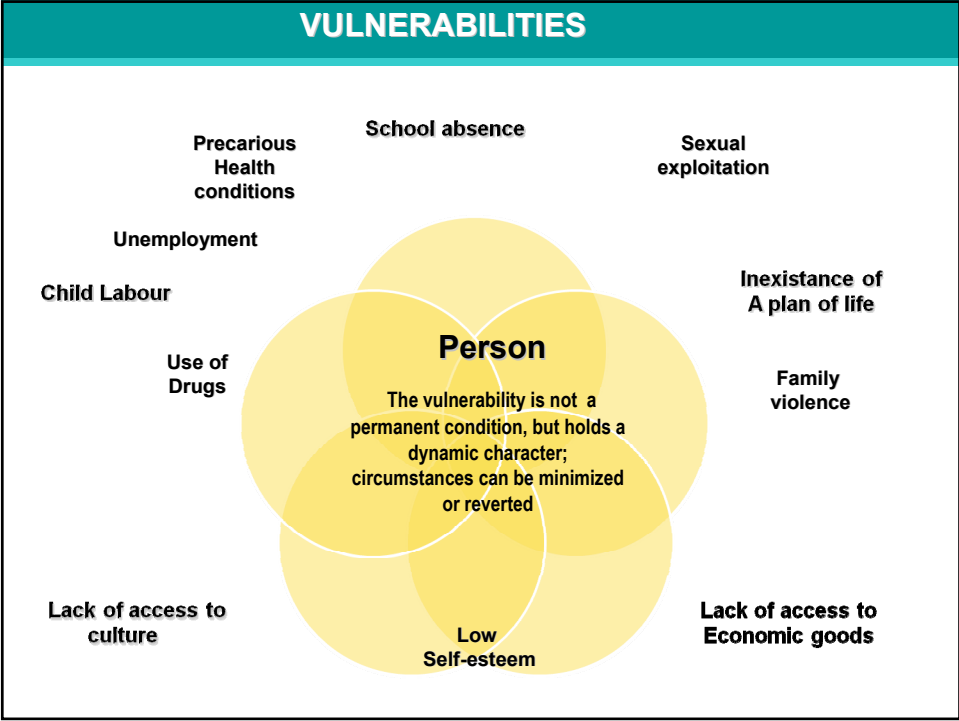 VULNERABILITIES
School absence
Precarious
Health
conditions
Sexual
exploitation
Unemployment
Child Labour
Inexistance of
A plan of life
Use of
Drugs
Person
Family
violence
The vulnerability is not a
permanent condition, but holds a
dynamic character;
circumstances can be minimized
or reverted
Lack of access to
culture
Low
Self-esteem
Lack of access to
Economic goods